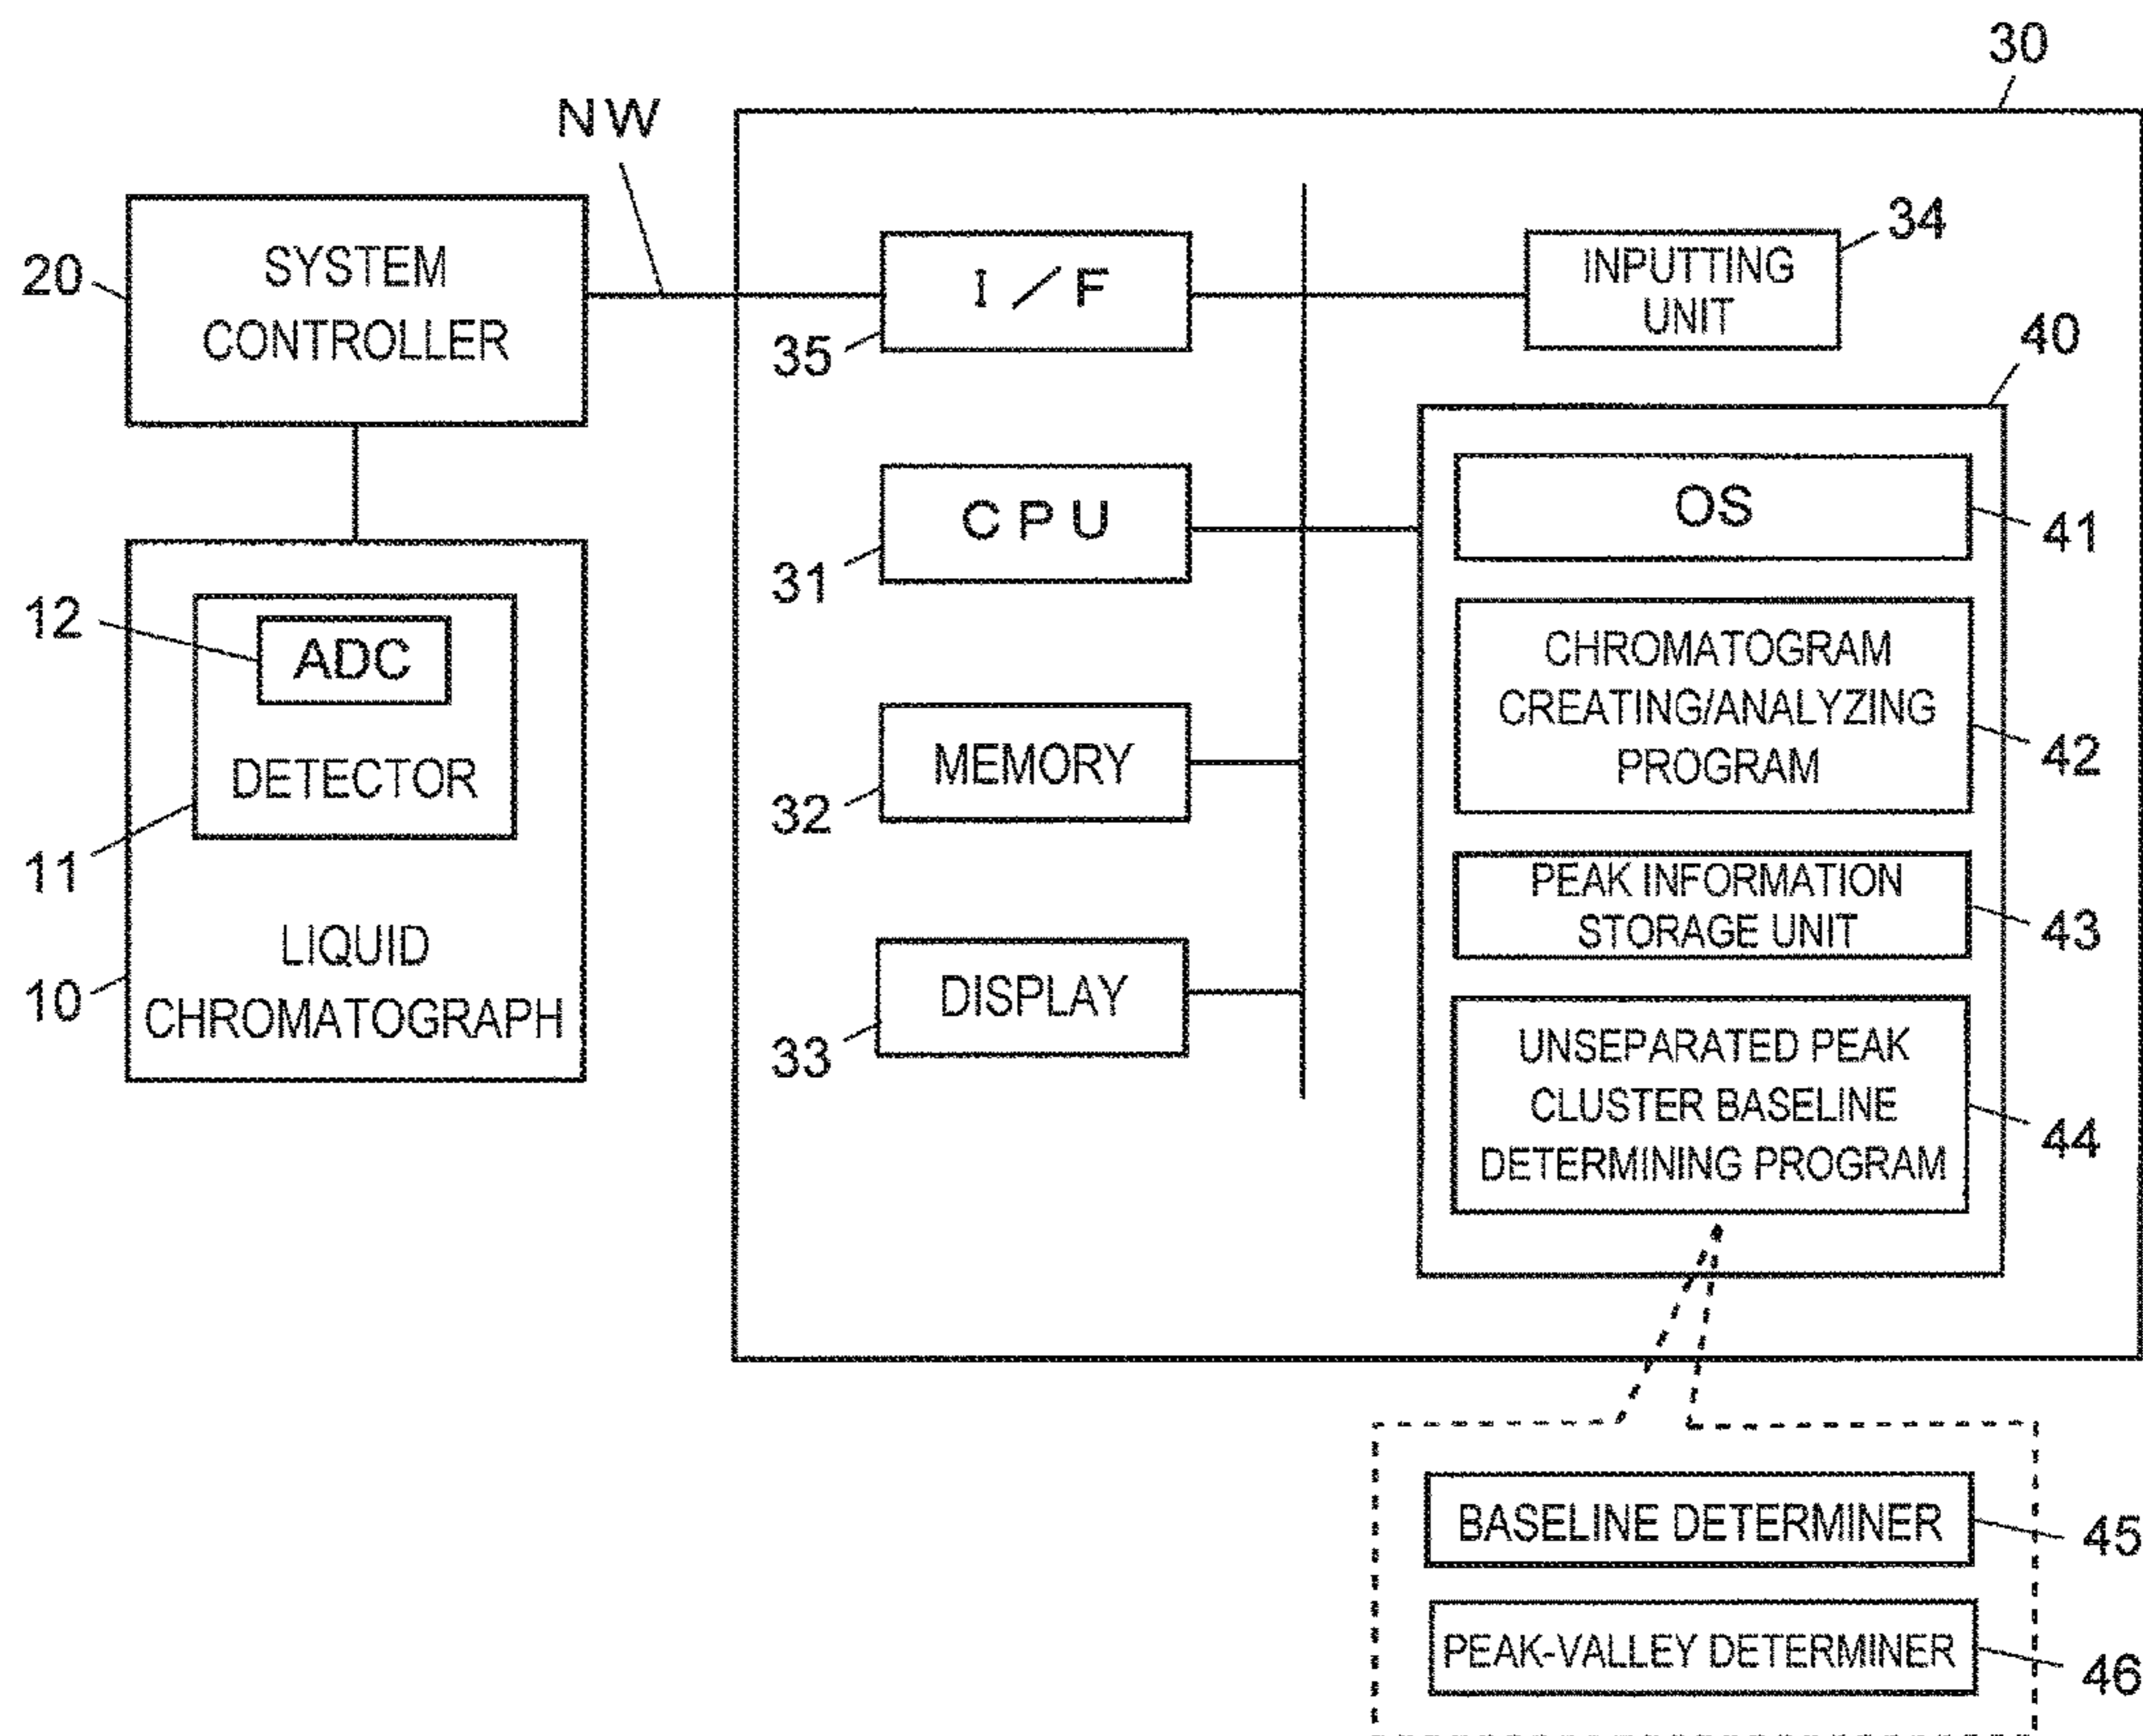 30
NW
20
SYSTEM
CONTROLLER
I/F
35
INPUTTING
UNIT
34
40
CPU
31
OS
41
12
ADC
DETECTOR
11
LIQUID
CHROMATOGRAPH
10
MEMORY
32
DISPLAY
33
CHROMATOGRAM
CREATING/ANALYZING
PROGRAM
42
PEAK INFORMATION
STORAGE UNIT
43
UNSEPARATED PEAK
CLUSTER BASELINE
DETERMINING PROGRAM
44
BASELINE DETERMINER
45
PEAK-VALLEY DETERMINER
46